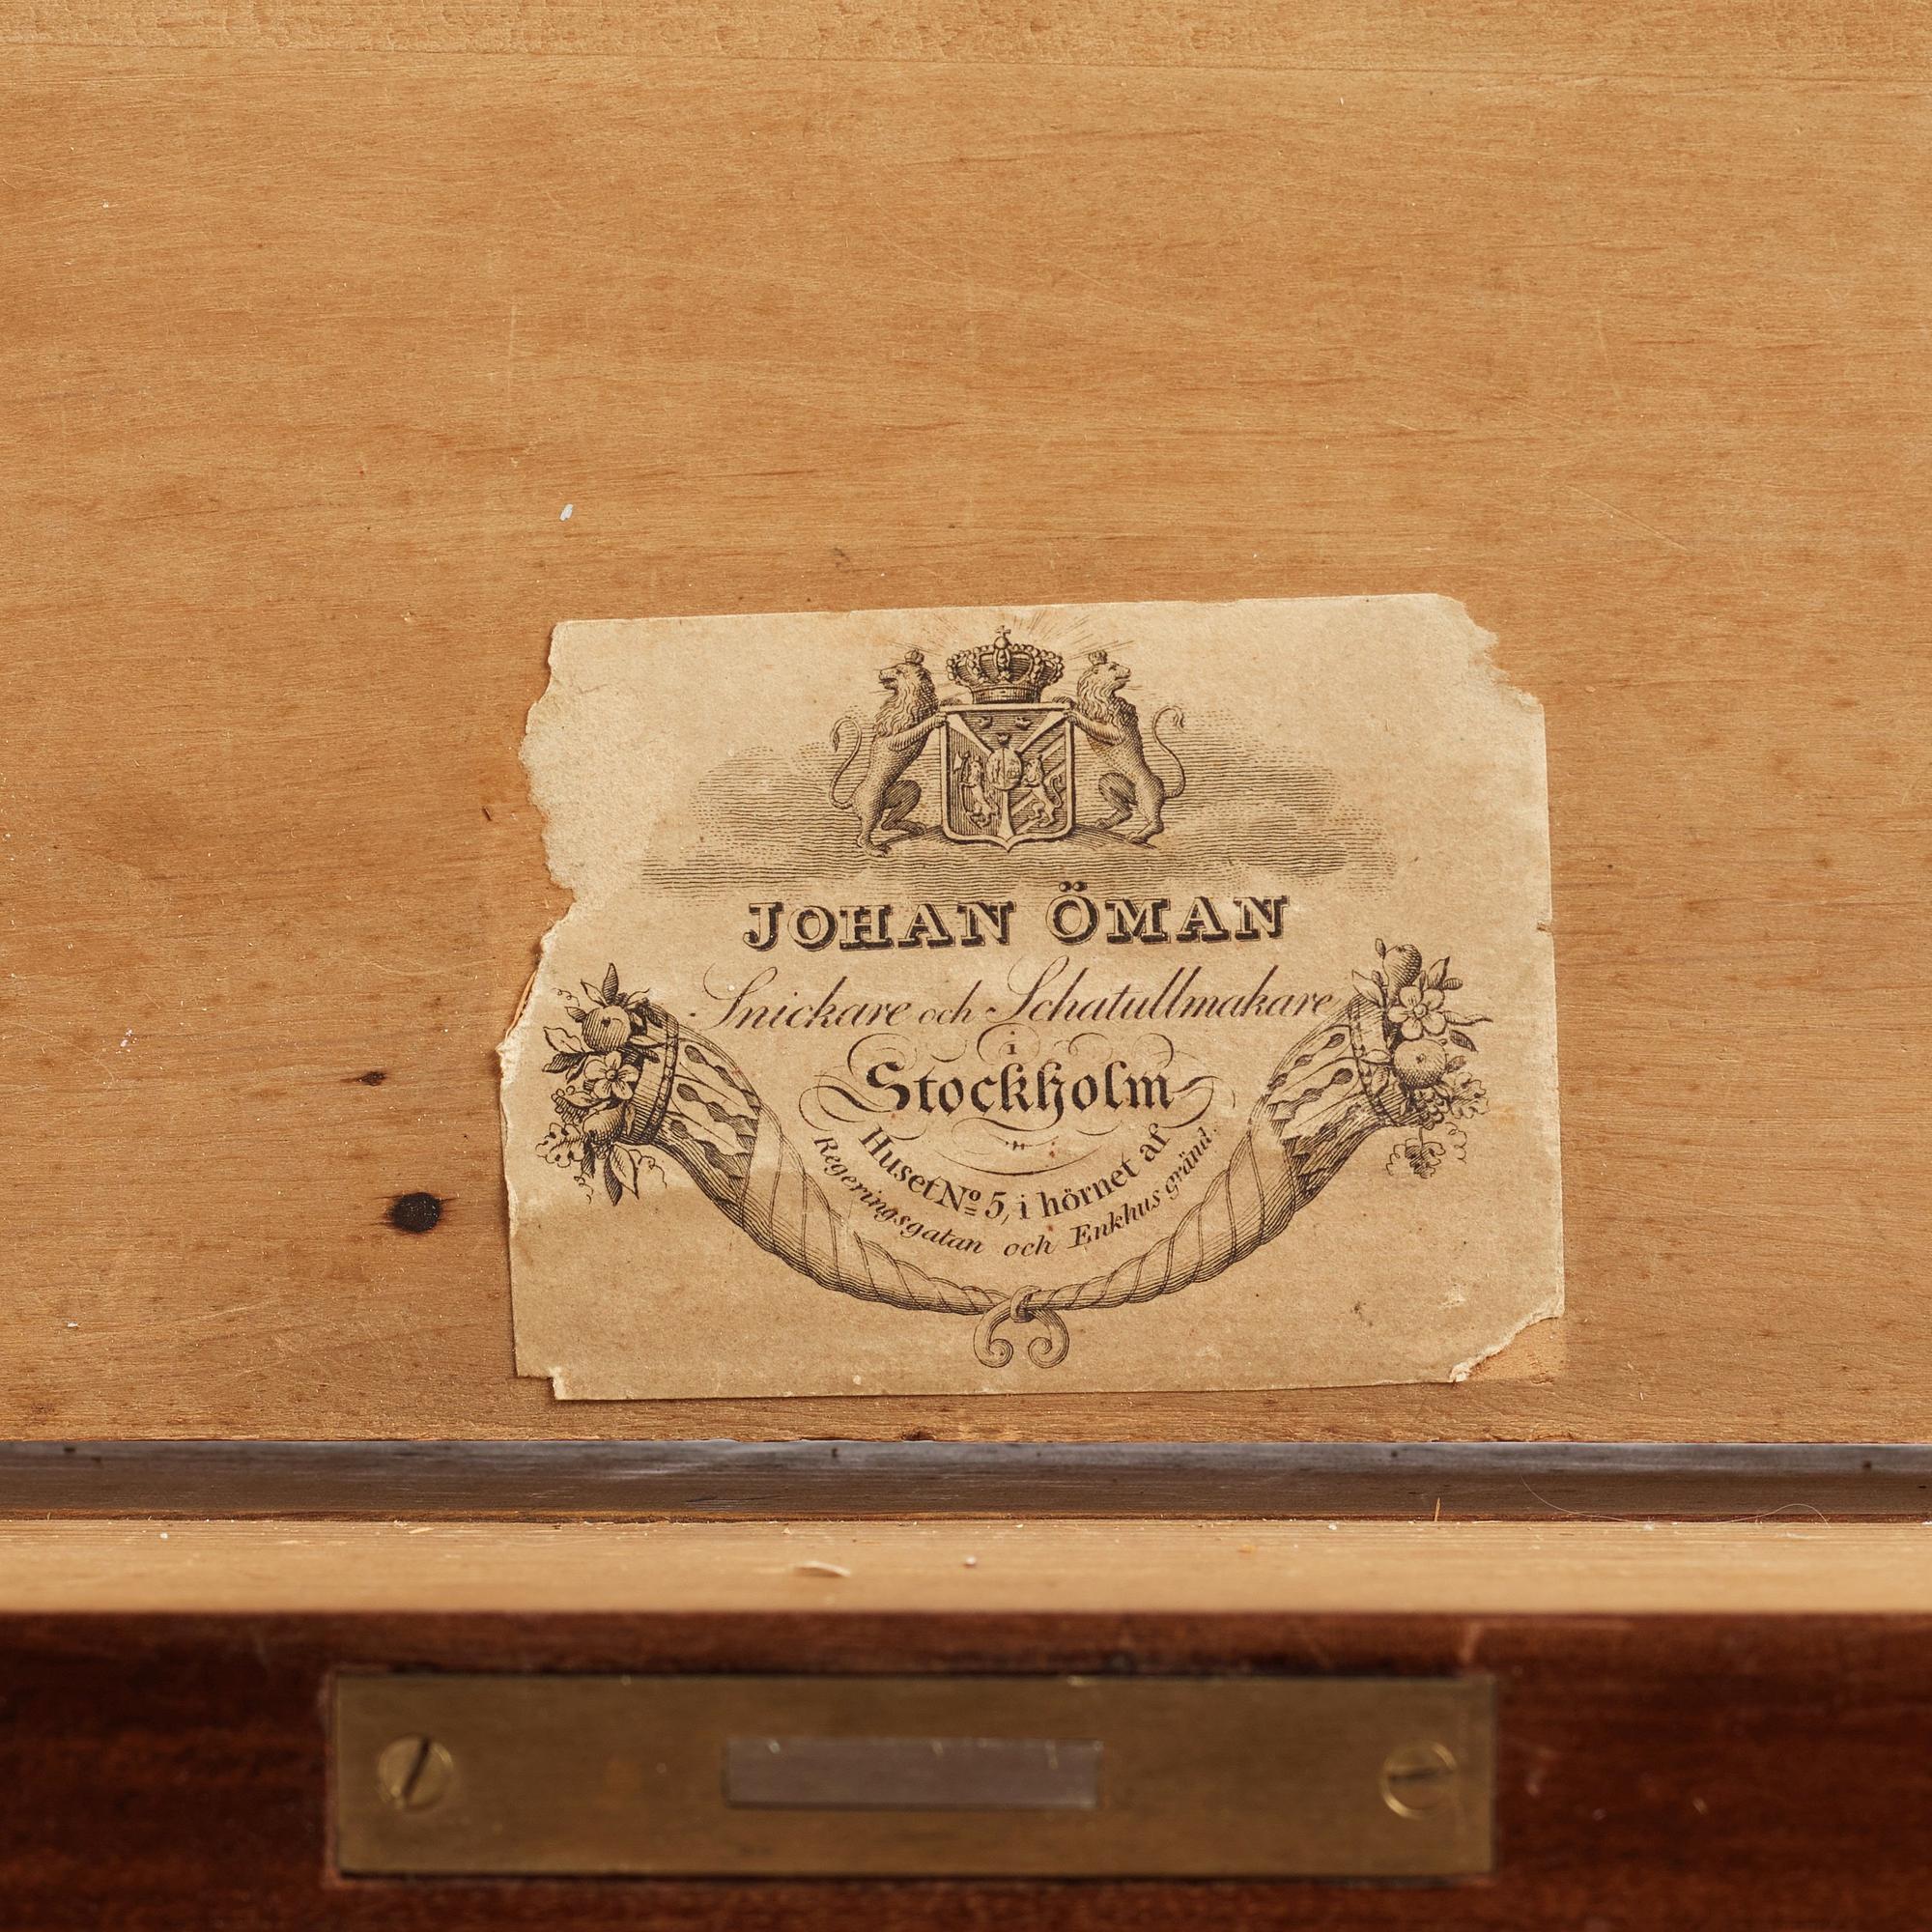 JOHAN ÖMAN
Snickare och Schatullmakare
i
Stockholm
Huset No 5, i hörnet af
Regeringsgatan och Enkhus gränd.